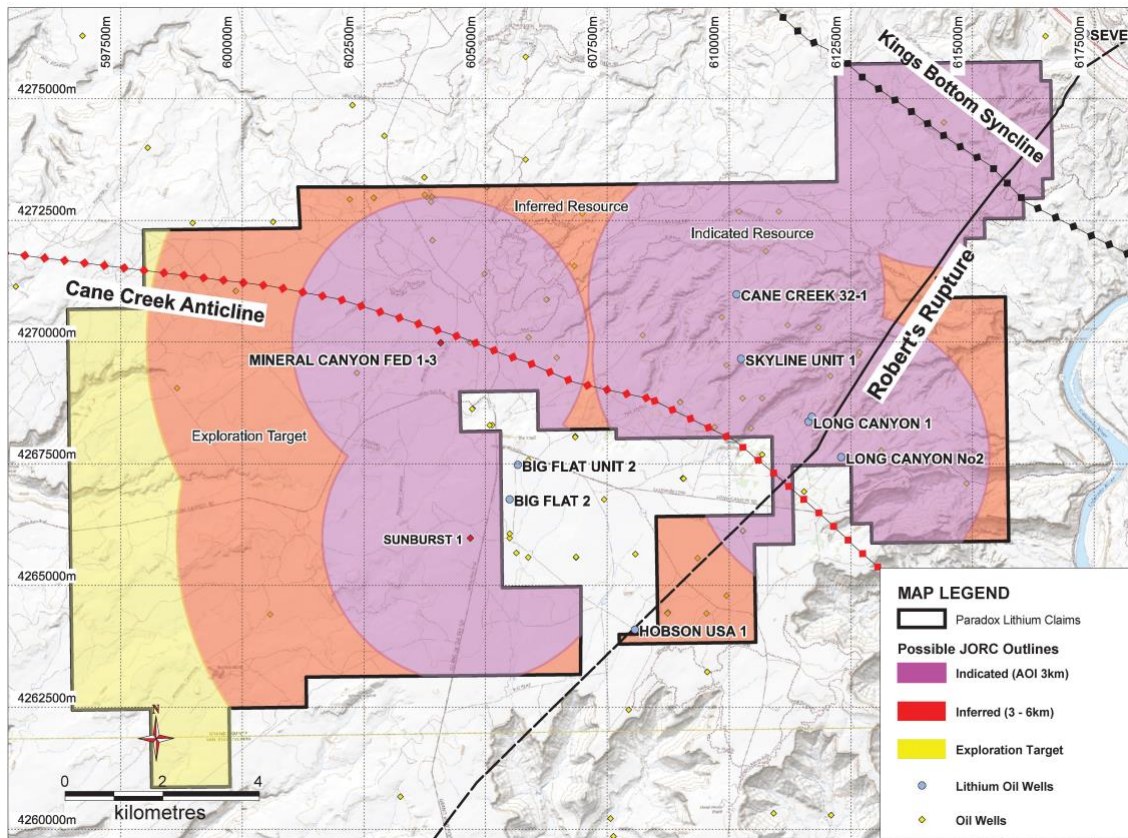 597500m
600000m
602500m
605000m
607500m
610000m
612500m
615000m
617500m
SEVE
4275000m
Kings Bottom Syncline
4272500m
Inferred Resource
Indicated Resource
Cane Creek Anticline
CANE CREEK 32-1
4270000m
Robert's Rupture
MINERAL CANYON FED 1-3
SKYLINE UNIT 1
Exploration Target
LONG CANYON 1
4267500m
BIG FLAT UNIT 2
LONG CANYON No2
BIG FLAT 2
SUNBURST 1
4265000m
HOBSON USA 1
4262500m
N
0 2 4
kilometres
4260000m
MAP LEGEND
Paradox Lithium Claims
Possible JORC Outlines
Indicated (AOI 3km)
Inferred (3 - 6km)
Exploration Target
Lithium Oil Wells
Oil Wells